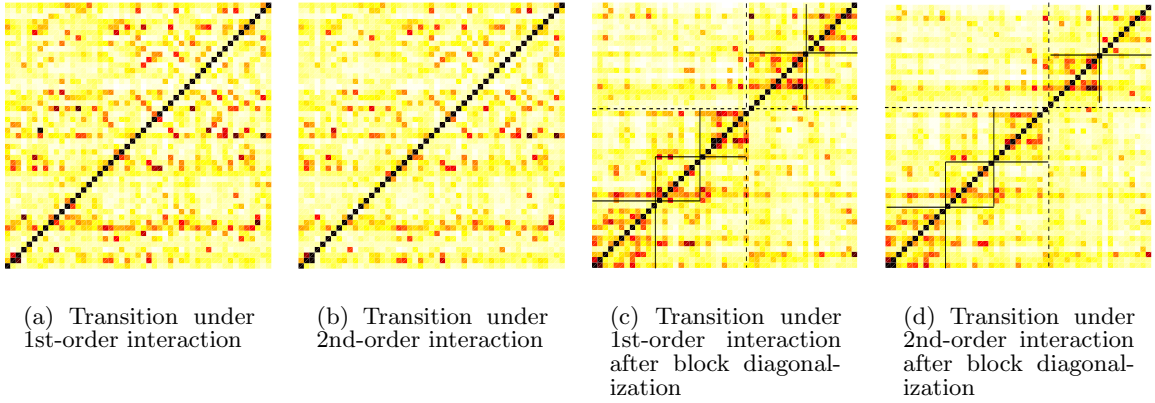 (a) Transition under
1st-order interaction
(b) Transition under
2nd-order interaction
(c) Transition under
1st-order interaction
after block diagonal-
ization
(d) Transition under
2nd-order interaction
after block diagonal-
ization